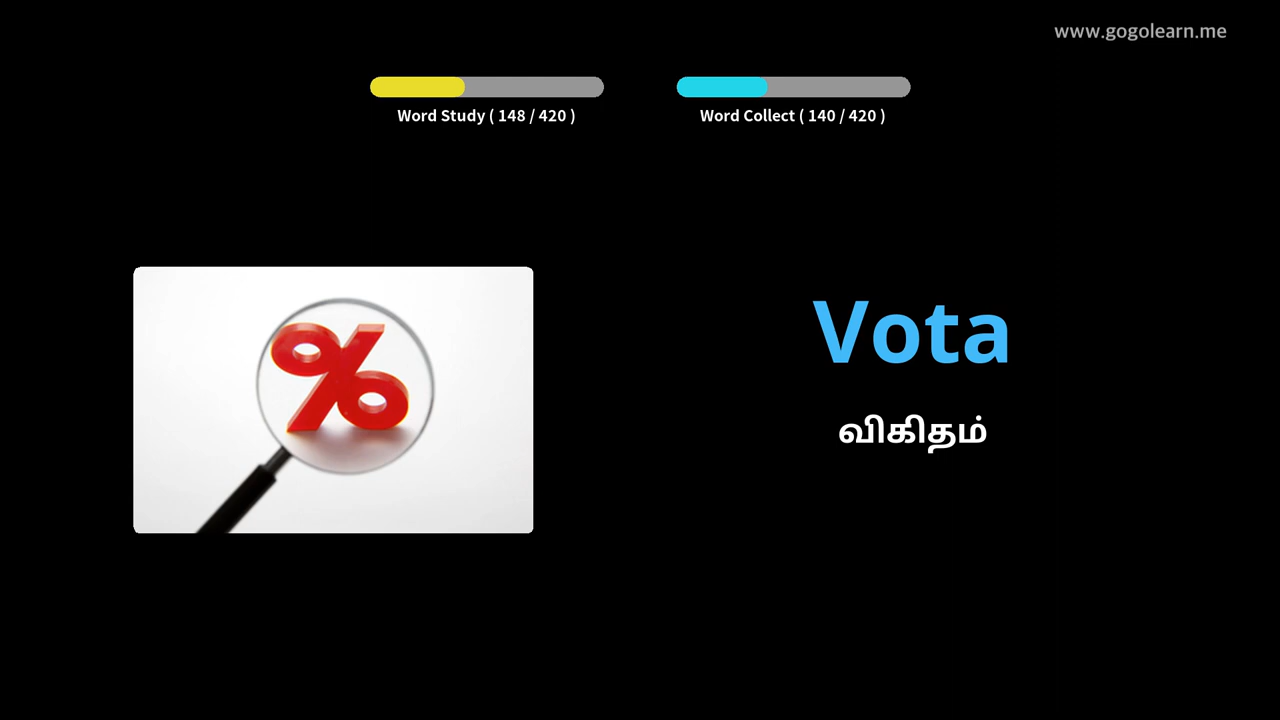 www.gogolearn.me
Word Study ( 148 / 420 )
Word Collect ( 140 / 420 )
%
Vota
விகிதம்